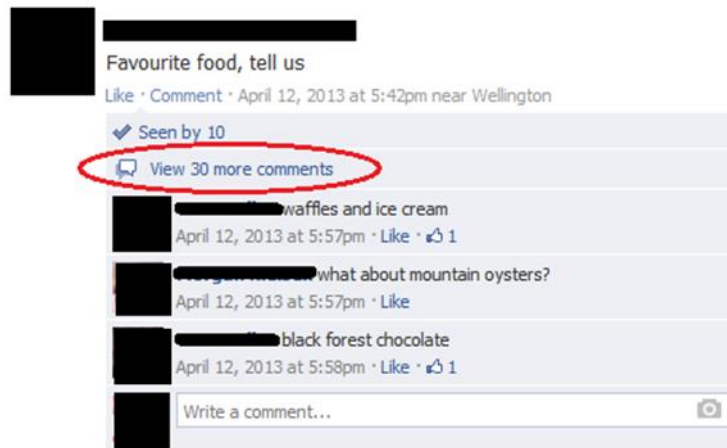 Favourite food, tell us
Like · Comment · April 12, 2013 at 5:42pm near Wellington
Seen by 10
View 30 more comments
waffles and ice cream
April 12, 2013 at 5:57pm · Like · 1
what about mountain oysters?
April 12, 2013 at 5:57pm · Like
black forest chocolate
April 12, 2013 at 5:58pm · Like · 1
Write a comment...